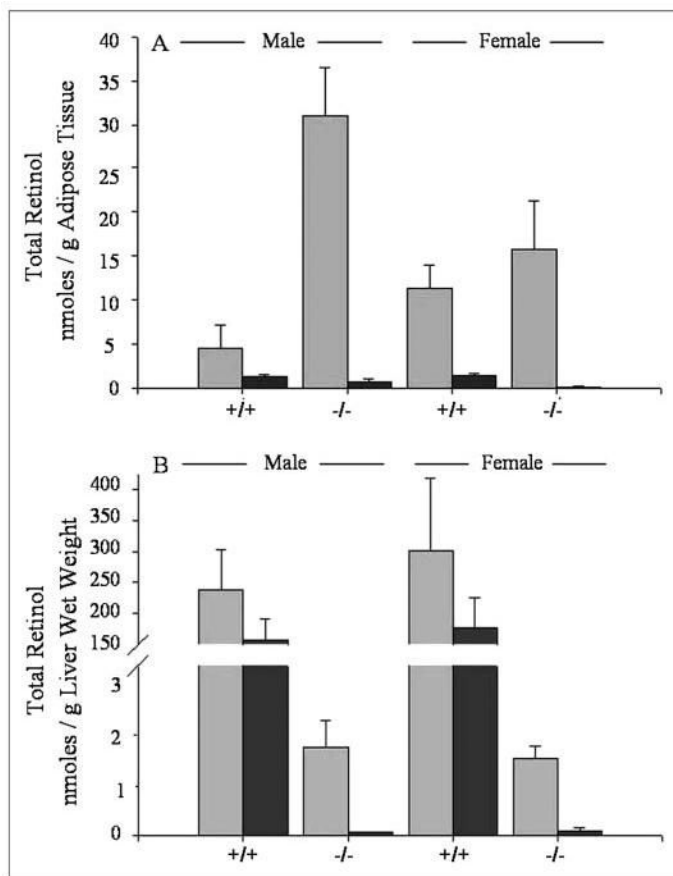 A Male Female
Total Retinol
nmoles / g Adipose Tissue
40
35
30
25
20
15
10
5
0
+/+ -/- +/+ -/-
B Male Female
Total Retinol
nmoles / g Liver Wet Weight
400
350
300
250
200
150
3
2
1
0
+/+ -/- +/+ -/-